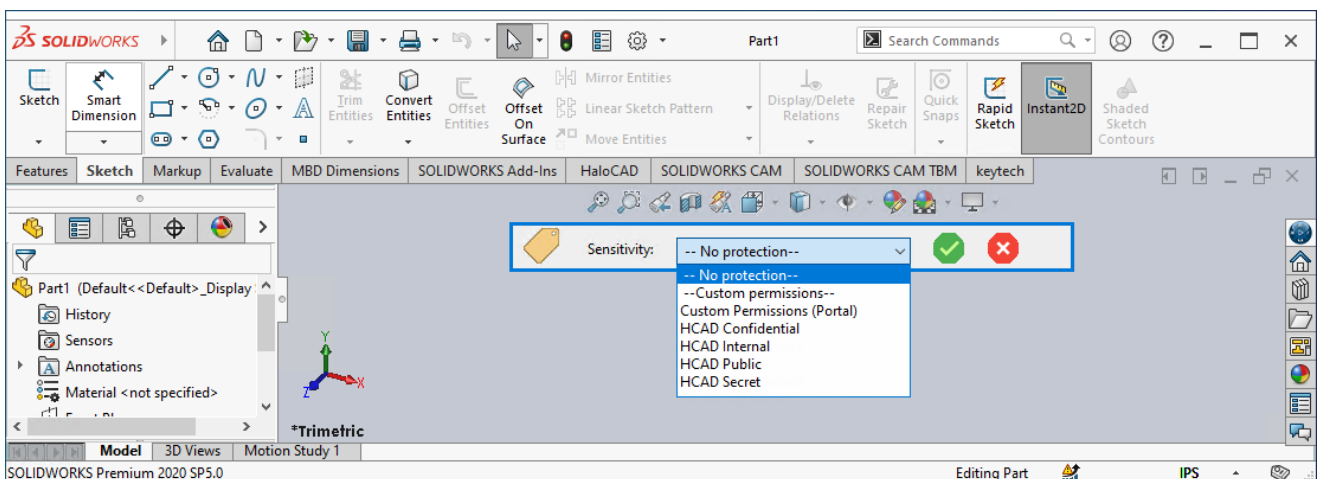 SOLIDWORKS
Part1
Search Commands
Sketch
Smart Dimension
Trim Entities
Convert Entities
Offset Entities
Offset On Surface
Mirror Entities
Linear Sketch Pattern
Move Entities
Display/Delete Relations
Repair Sketch
Quick Snaps
Rapid Sketch
Instant2D
Shaded Sketch Contours
Features Sketch Markup Evaluate MBD Dimensions SOLIDWORKS Add-Ins HaloCAD SOLIDWORKS CAM SOLIDWORKS CAM TBM keytech
Sensitivity: -- No protection--
-- No protection--
--Custom permissions--
Custom Permissions (Portal)
HCAD Confidential
HCAD Internal
HCAD Public
HCAD Secret
Part1 (Default<<Default>_Display
History
Sensors
Annotations
Material <not specified>
Y
X
Z
*Trimetric
Model 3D Views Motion Study 1
SOLIDWORKS Premium 2020 SP5.0 Editing Part IPS